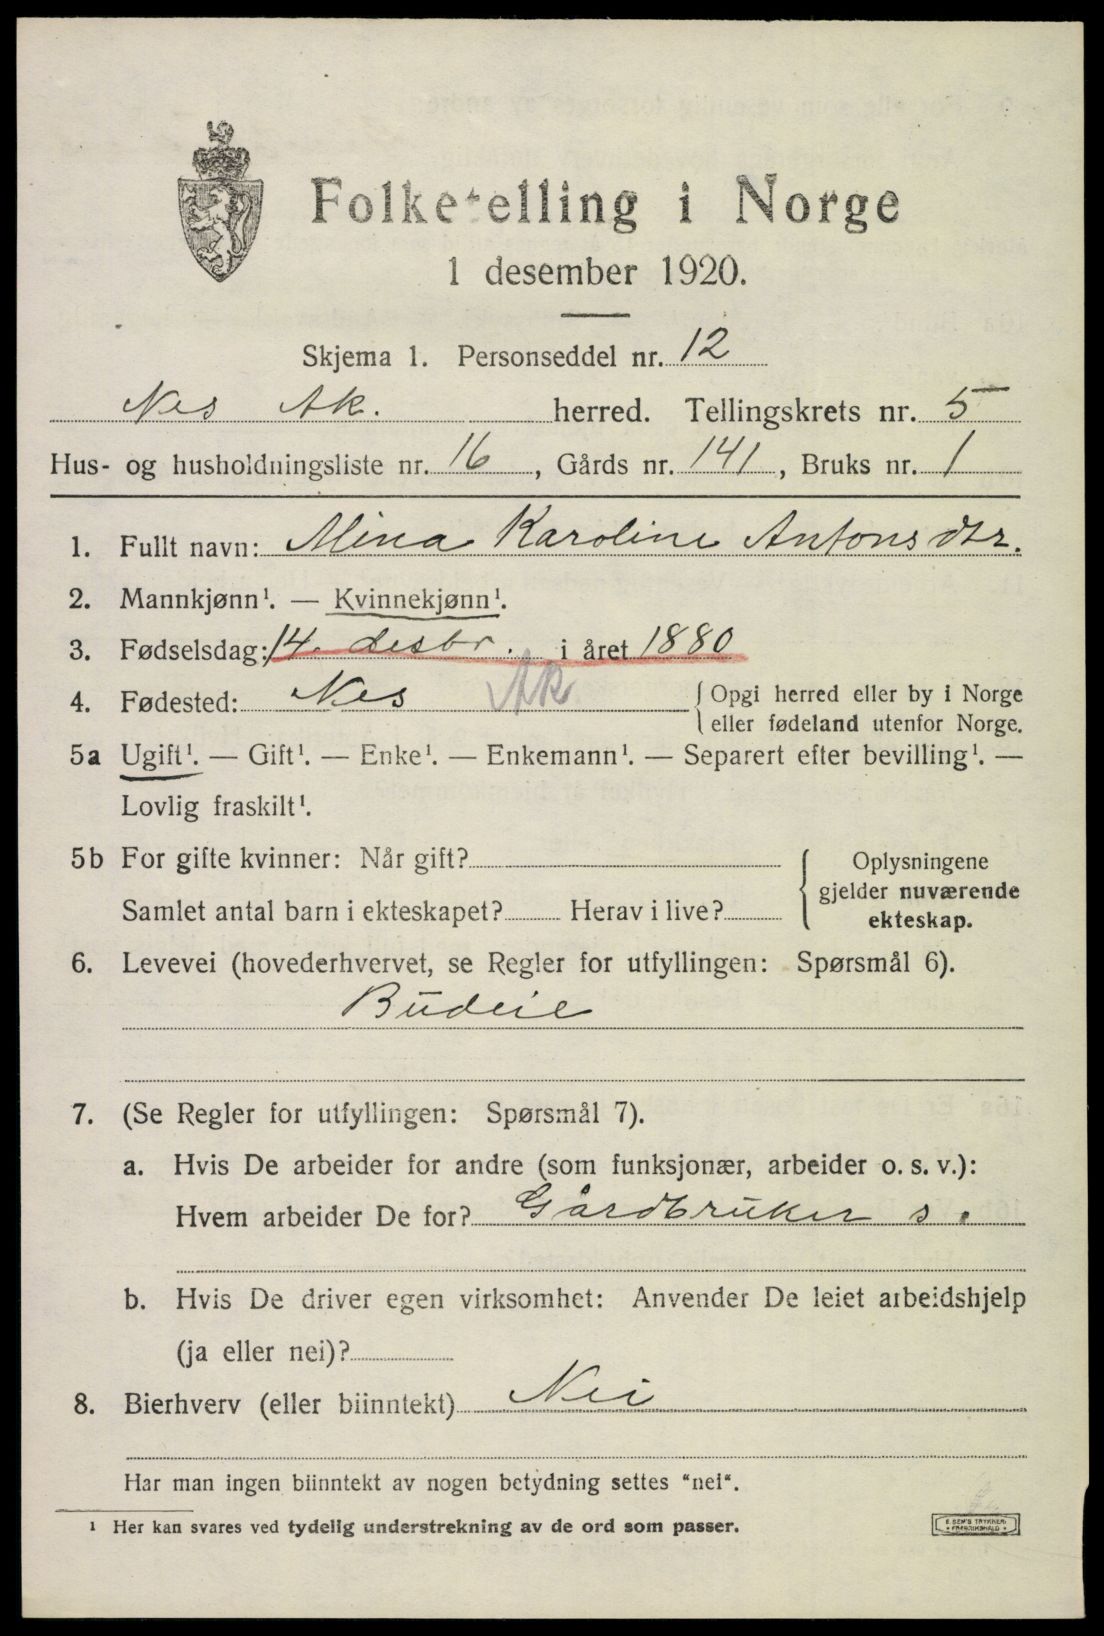 Folketelling i Norge
1 desember 1920.
Skjema 1. Personseddel nr. 12
Nes Ak. herred. Tellingskrets nr. 5
Hus- og husholdningsliste nr. 16, Gårds nr. 141, Bruks nr. 1
1. Fullt navn: Mina Karoline Antonsdtr.
2. Mannkjønn¹. — Kvinnekjønn¹.
3. Fødselsdag: 14. desbr. i året 1880
4. Fødested: Nes Ak. { Opgi herred eller by i Norge
eller fødeland utenfor Norge.
5a Ugift¹. — Gift¹. — Enke¹. — Enkemann¹. — Separert efter bevilling¹. —
Lovlig fraskilt¹.
5b For gifte kvinner: Når gift?
Samlet antal barn i ekteskapet? Herav i live?
{ Oplysningene
gjelder nuværende
ekteskap.
6. Levevei (hovederhvervet, se Regler for utfyllingen: Spørsmål 6).
Budeie
7. (Se Regler for utfyllingen: Spørsmål 7).
a. Hvis De arbeider for andre (som funksjonær, arbeider o. s. v.):
Hvem arbeider De for? Gårdbruker s.
b. Hvis De driver egen virksomhet: Anvender De leiet arbeidshjelp
(ja eller nei)?
8. Bierhverv (eller biinntekt) Nei
Har man ingen biinntekt av nogen betydning settes "nei".
¹ Her kan svares ved tydelig understrekning av de ord som passer.
E. SEM'S TRYKKERI
FREDRIKSHALD